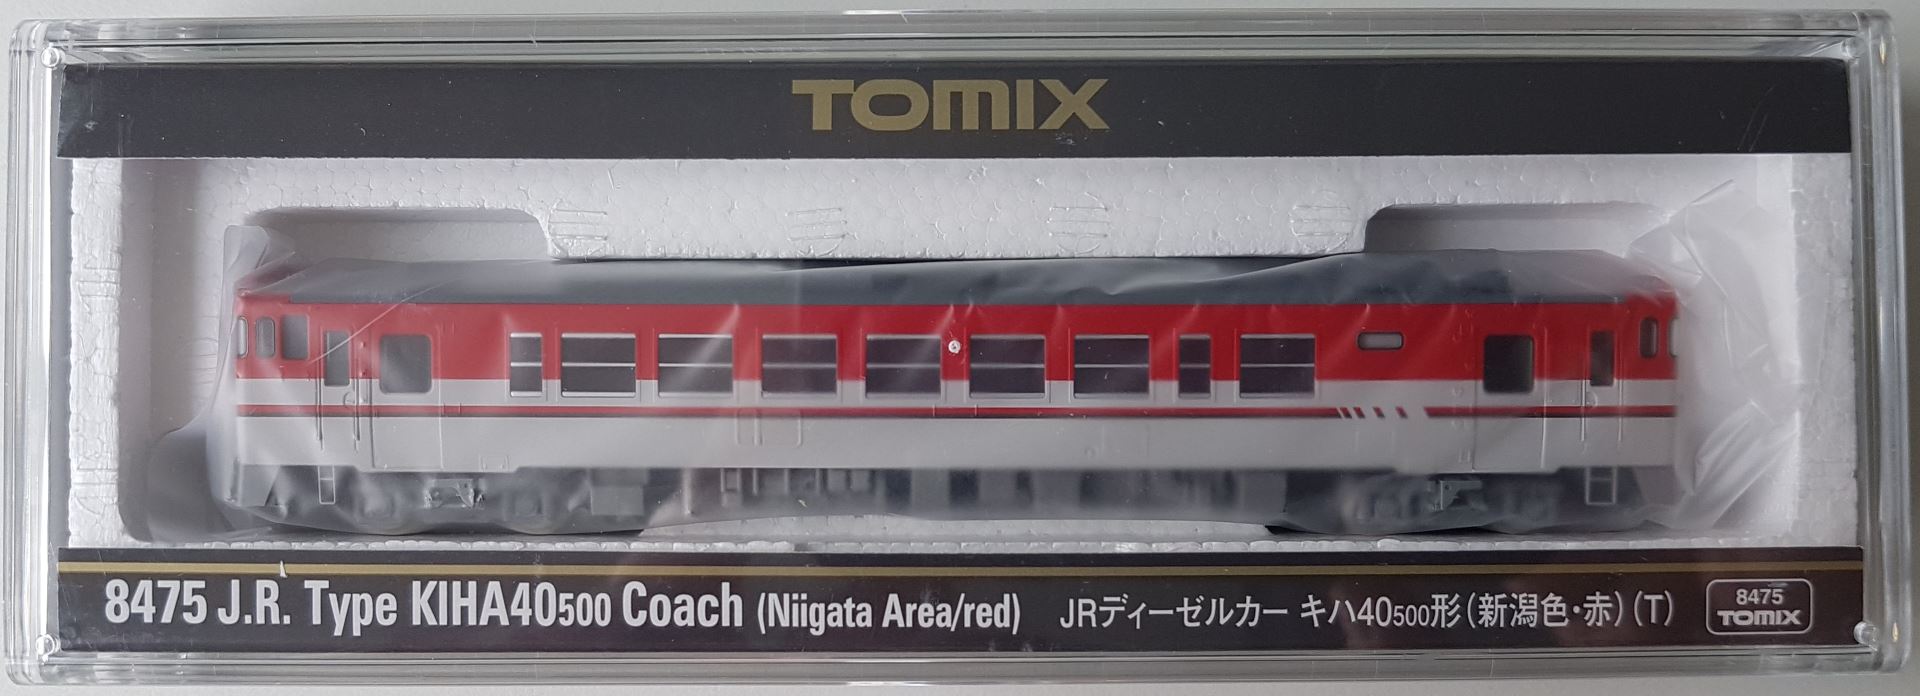 TOMIX
8475 J.R. Type KIHA40500 Coach (Niigata Area/red) JRディーゼルカー キハ40500形(新潟色・赤)(T)
8475
TOMIX